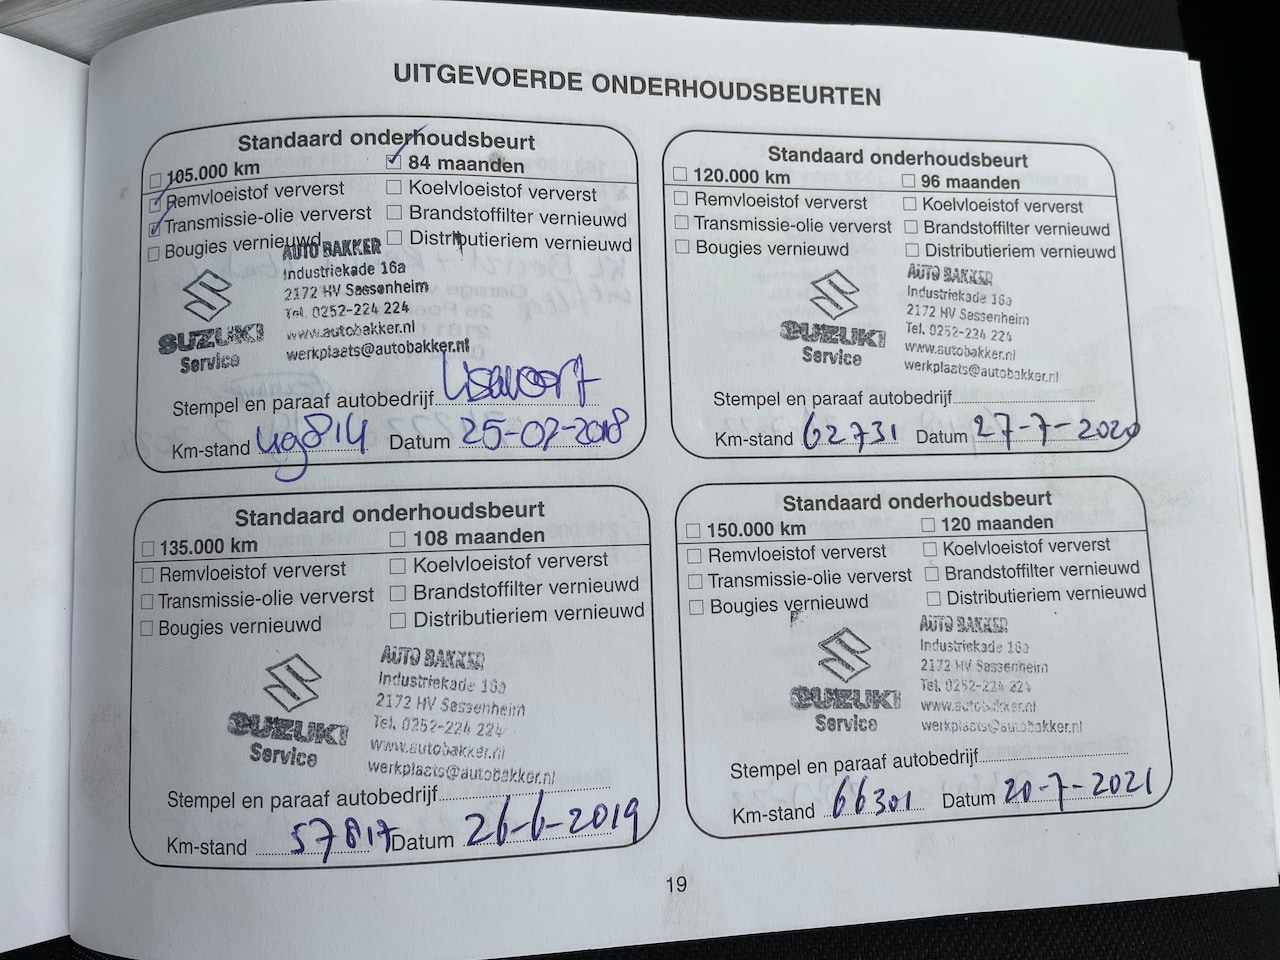 UITGEVOERDE ONDERHOUDSBEURTEN
Standaard onderhoudsbeurt
105.000 km 84 maanden
Remvloeistof ververst Koelvloeistof ververst
Transmissie-olie ververst Brandstoffilter vernieuwd
Bougies vernieuwd Distributieriem vernieuwd
AUTO BAKKER
Industriekade 16a
2172 HV Sassenheim
Tel. 0252-224 224
www.autobakker.nl
werkplaats@autobakker.nl
SUZUKI
Service
Stempel en paraaf autobedrijf
Km-stand 49814 Datum 25-07-2018
Standaard onderhoudsbeurt
120.000 km 96 maanden
Remvloeistof ververst Koelvloeistof ververst
Transmissie-olie ververst Brandstoffilter vernieuwd
Bougies vernieuwd Distributieriem vernieuwd
AUTO BAKKER
Industriekade 16a
2172 HV Sassenheim
Tel. 0252-224 224
www.autobakker.nl
werkplaats@autobakker.nl
SUZUKI
Service
Stempel en paraaf autobedrijf
Km-stand 62731 Datum 27-7-2020
Standaard onderhoudsbeurt
135.000 km 108 maanden
Remvloeistof ververst Koelvloeistof ververst
Transmissie-olie ververst Brandstoffilter vernieuwd
Bougies vernieuwd Distributieriem vernieuwd
AUTO BAKKER
Industriekade 16a
2172 HV Sassenheim
Tel. 0252-224 224
www.autobakker.nl
werkplaats@autobakker.nl
SUZUKI
Service
Stempel en paraaf autobedrijf
Km-stand 57817 Datum 26-6-2019
Standaard onderhoudsbeurt
150.000 km 120 maanden
Remvloeistof ververst Koelvloeistof ververst
Transmissie-olie ververst Brandstoffilter vernieuwd
Bougies vernieuwd Distributieriem vernieuwd
AUTO BAKKER
Industriekade 16a
2172 HV Sassenheim
Tel. 0252-224 224
www.autobakker.nl
werkplaats@autobakker.nl
SUZUKI
Service
Stempel en paraaf autobedrijf
Km-stand 66301 Datum 20-7-2021
19